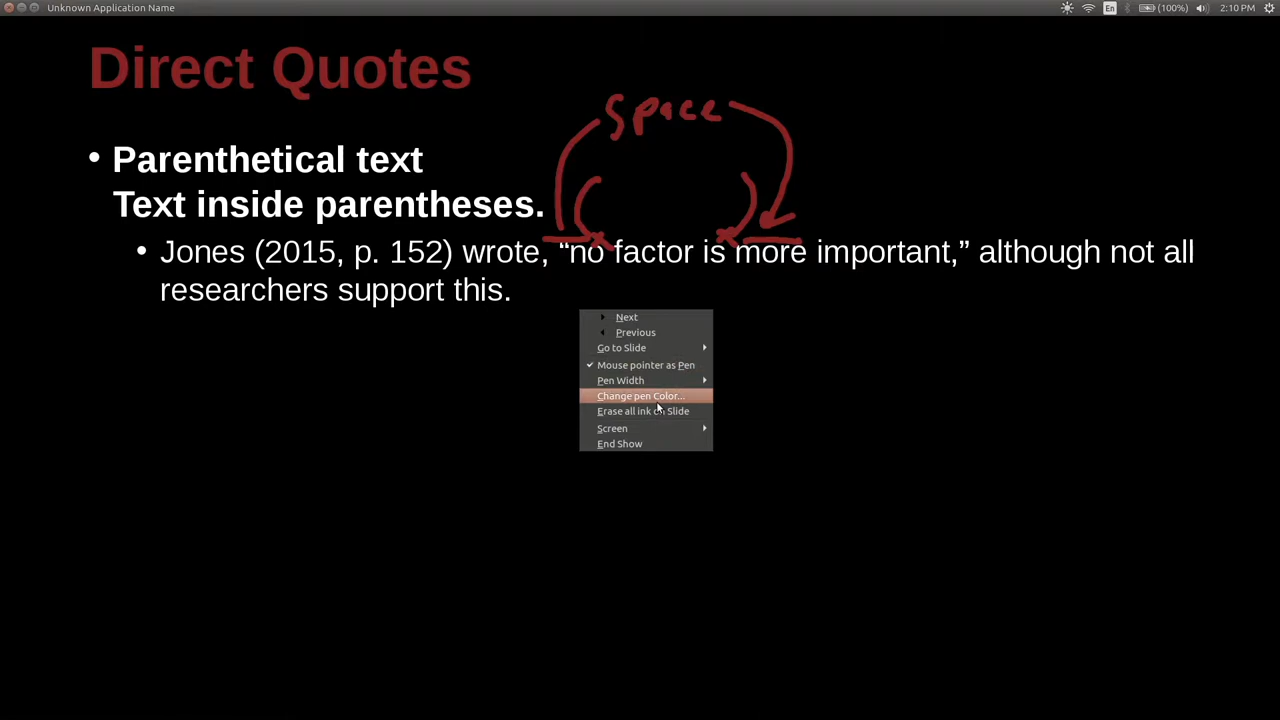 Unknown Application Name
En
(100%)
2:10 PM
Direct Quotes
space
• Parenthetical text
Text inside parentheses.
( )
• Jones (2015, p. 152) wrote, “no factor is more important,” although not all
researchers support this.
Next
Previous
Go to Slide
Mouse pointer as Pen
Pen Width
Change pen Color...
Erase all ink on Slide
Screen
End Show